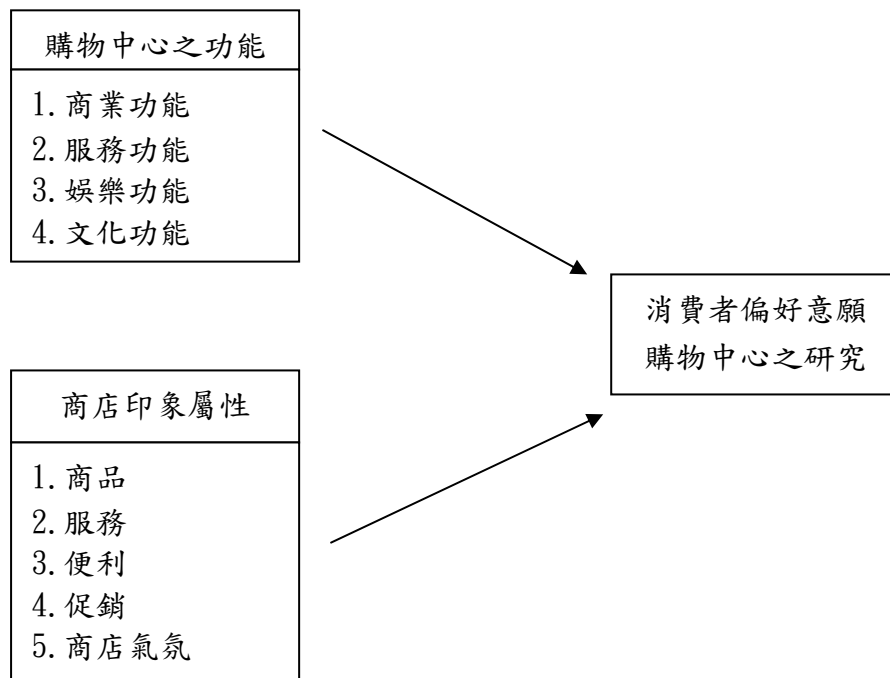 購物中心之功能
1.商業功能
2.服務功能
3.娛樂功能
4.文化功能
消費者偏好意願
購物中心之研究
商店印象屬性
1.商品
2.服務
3.便利
4.促銷
5.商店氣氛